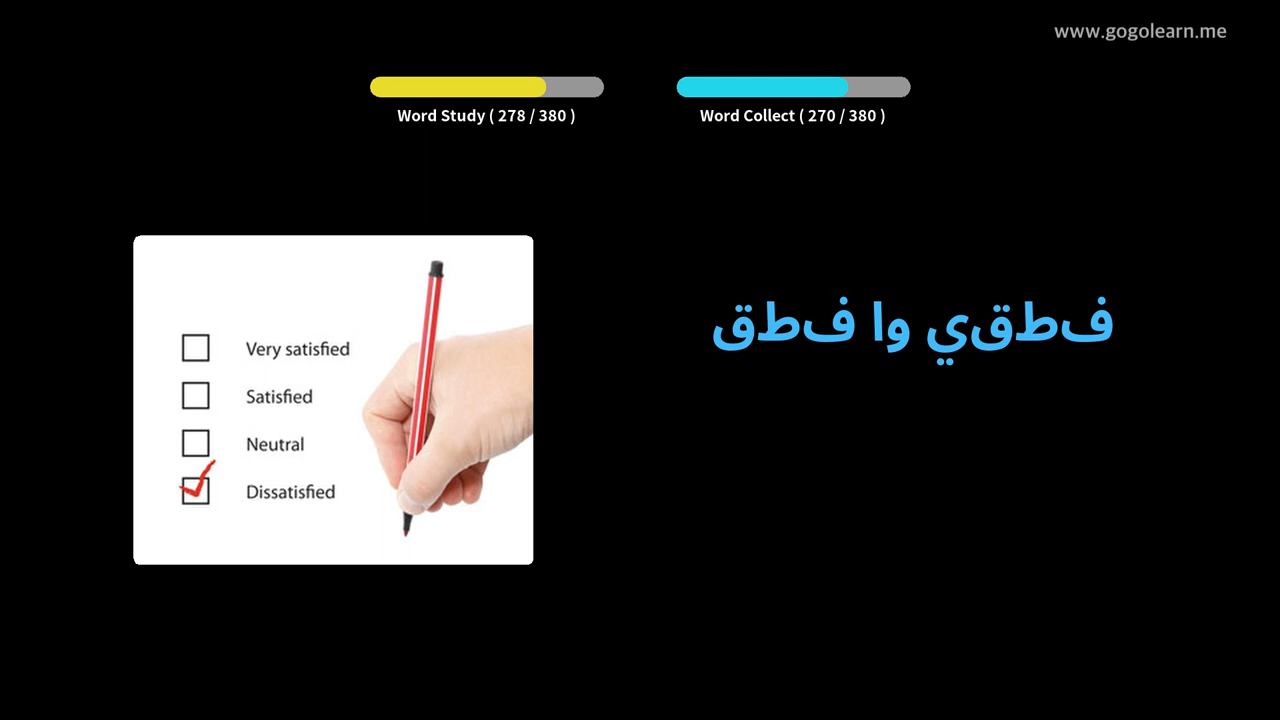 www.gogolearn.me
Word Study ( 278 / 380 ) Word Collect ( 270 / 380 )
فطقي وا فطق
Very satisfied
Satisfied
Neutral
Dissatisfied